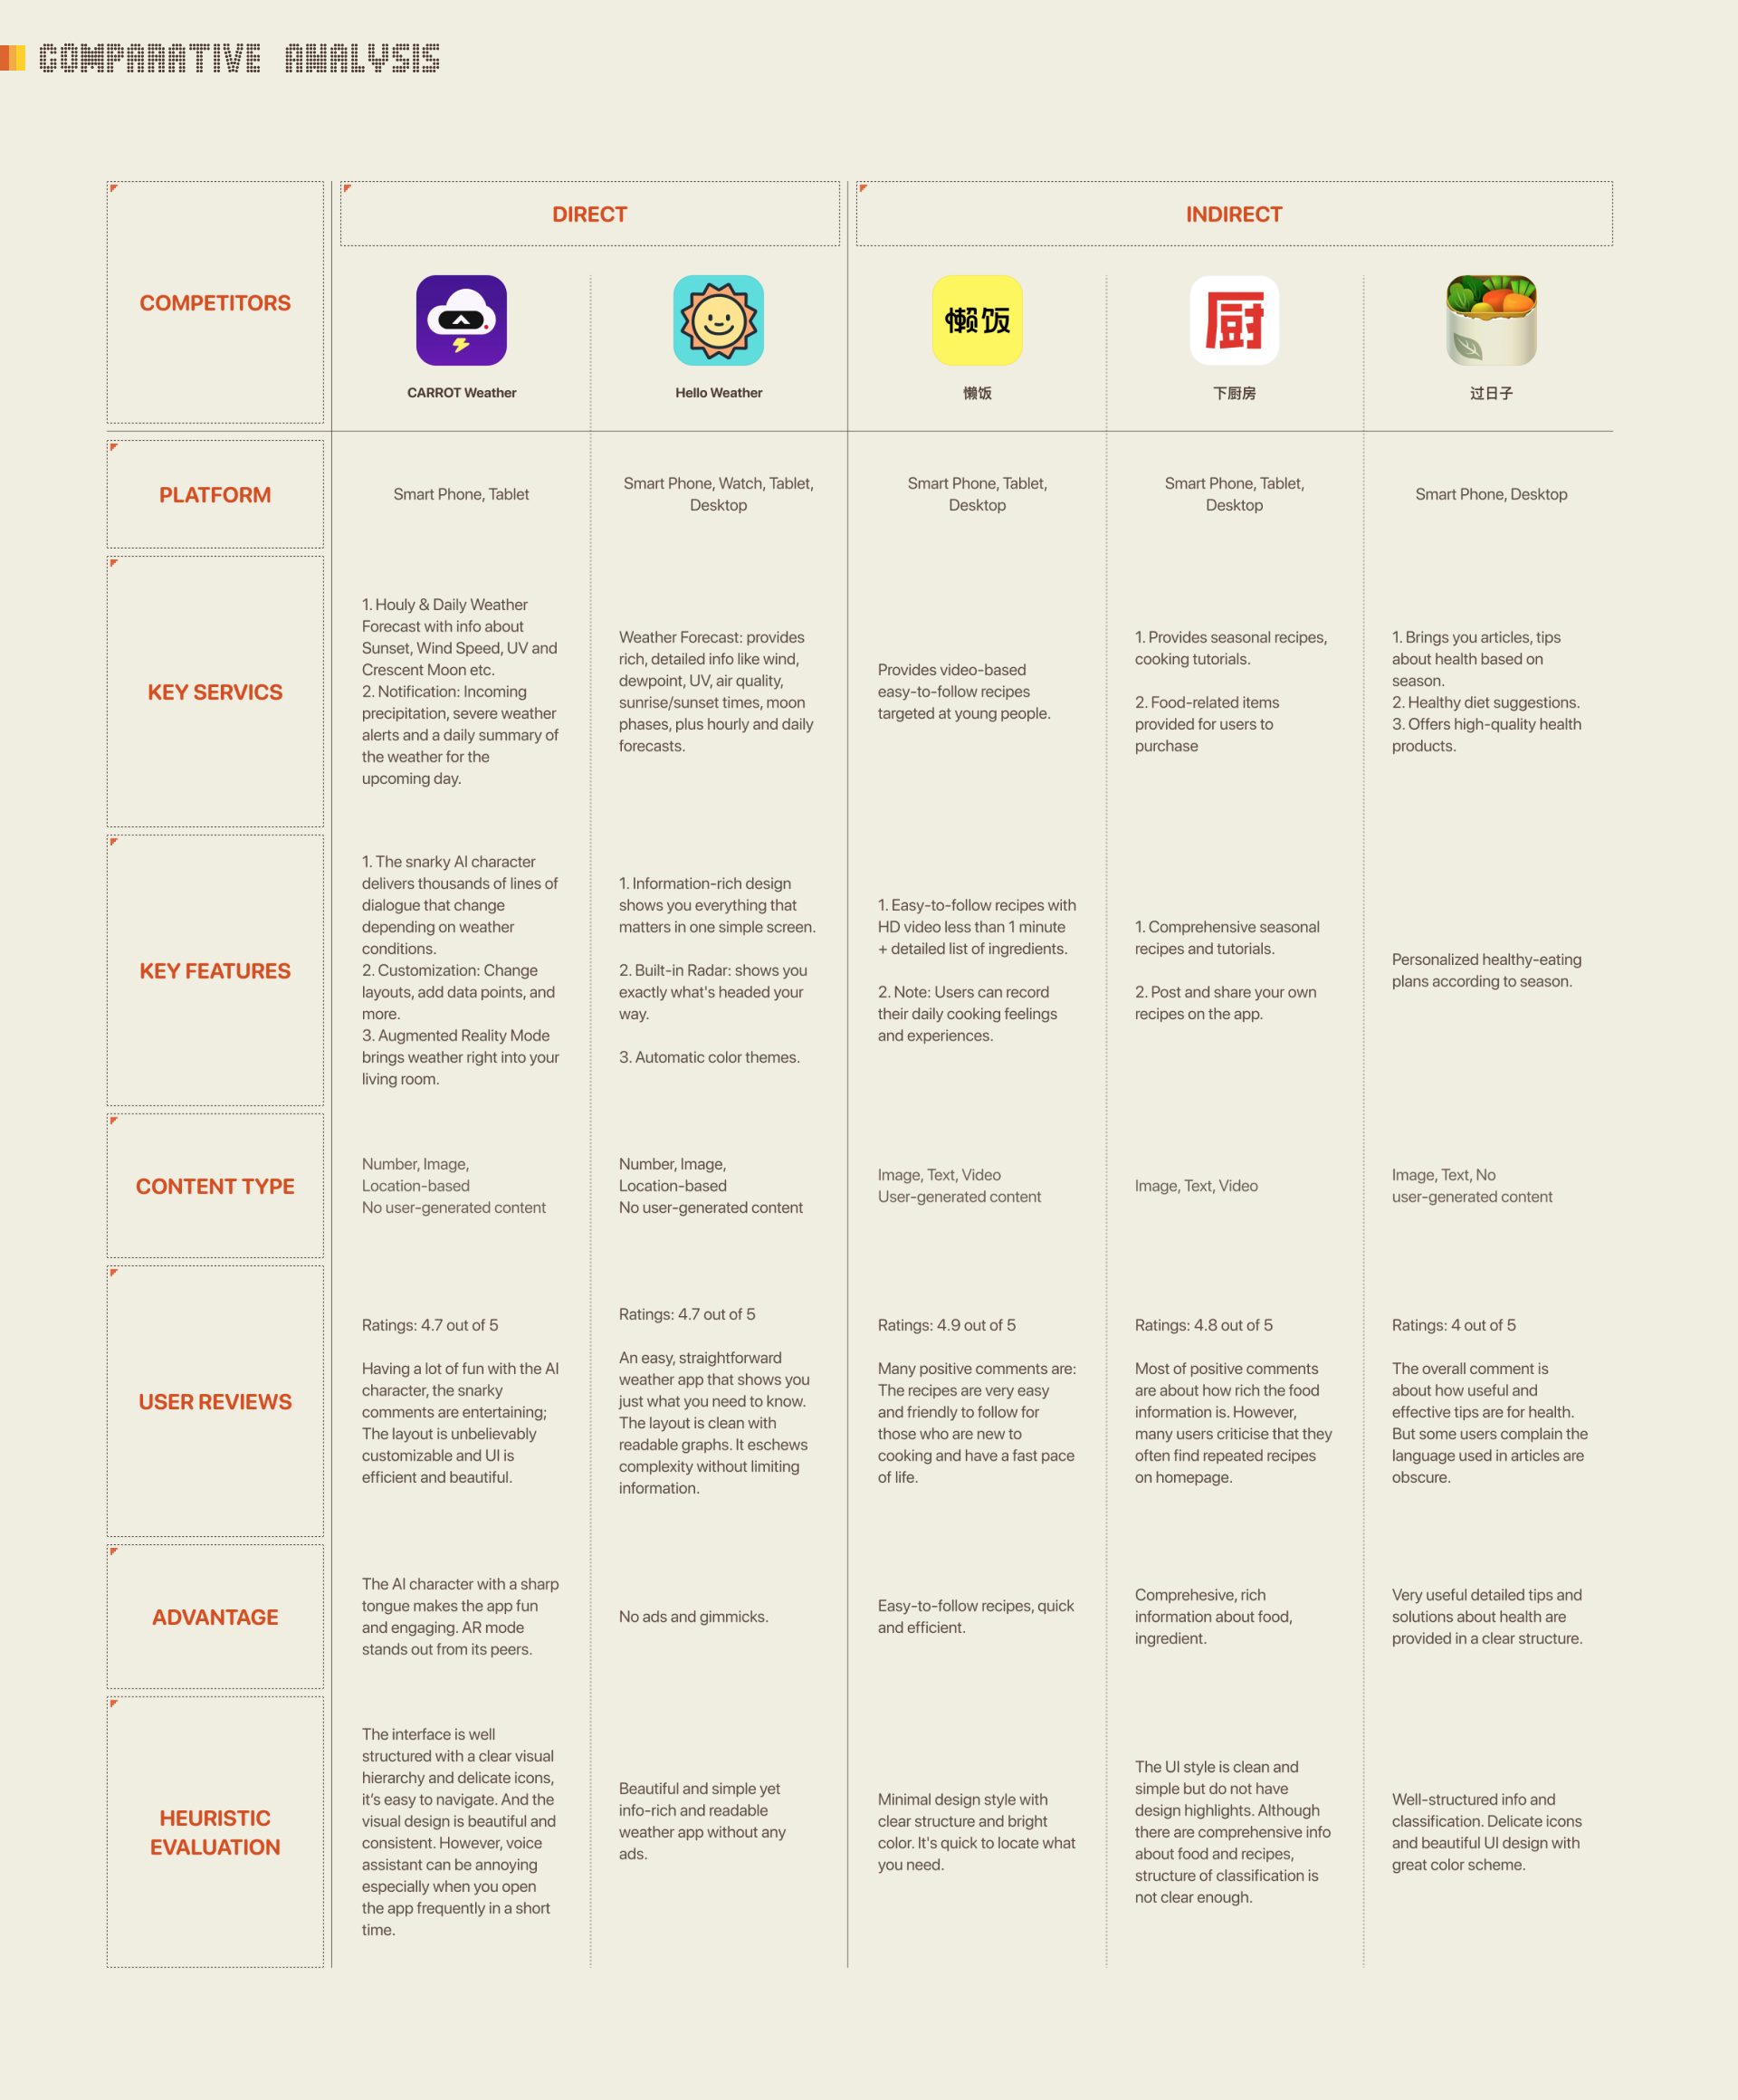 COMPARATIVE ANALYSIS
COMPETITORS
DIRECT
INDIRECT
懒饭
厨
CARROT Weather
Hello Weather
懒饭
下厨房
过日子
PLATFORM
Smart Phone, Tablet
Smart Phone, Watch, Tablet,
Desktop
Smart Phone, Tablet,
Desktop
Smart Phone, Tablet,
Desktop
Smart Phone, Desktop
KEY SERVICS
1. Houly & Daily Weather
Forecast with info about
Sunset, Wind Speed, UV and
Crescent Moon etc.
2. Notification: Incoming
precipitation, severe weather
alerts and a daily summary of
the weather for the
upcoming day.
Weather Forecast: provides
rich, detailed info like wind,
dewpoint, UV, air quality,
sunrise/sunset times, moon
phases, plus hourly and daily
forecasts.
Provides video-based
easy-to-follow recipes
targeted at young people.
1. Provides seasonal recipes,
cooking tutorials.
2. Food-related items
provided for users to
purchase
1. Brings you articles, tips
about health based on
season.
2. Healthy diet suggestions.
3. Offers high-quality health
products.
KEY FEATURES
1. The snarky AI character
delivers thousands of lines of
dialogue that change
depending on weather
conditions.
2. Customization: Change
layouts, add data points, and
more.
3. Augmented Reality Mode
brings weather right into your
living room.
1. Information-rich design
shows you everything that
matters in one simple screen.
2. Built-in Radar: shows you
exactly what's headed your
way.
3. Automatic color themes.
1. Easy-to-follow recipes with
HD video less than 1 minute
+ detailed list of ingredients.
2. Note: Users can record
their daily cooking feelings
and experiences.
1. Comprehensive seasonal
recipes and tutorials.
2. Post and share your own
recipes on the app.
Personalized healthy-eating
plans according to season.
CONTENT TYPE
Number, Image,
Location-based
No user-generated content
Number, Image,
Location-based
No user-generated content
Image, Text, Video
User-generated content
Image, Text, Video
Image, Text, No
user-generated content
USER REVIEWS
Ratings: 4.7 out of 5
Having a lot of fun with the AI
character, the snarky
comments are entertaining;
The layout is unbelievably
customizable and UI is
efficient and beautiful.
Ratings: 4.7 out of 5
An easy, straightforward
weather app that shows you
just what you need to know.
The layout is clean with
readable graphs. It eschews
complexity without limiting
information.
Ratings: 4.9 out of 5
Many positive comments are:
The recipes are very easy
and friendly to follow for
those who are new to
cooking and have a fast pace
of life.
Ratings: 4.8 out of 5
Most of positive comments
are about how rich the food
information is. However,
many users criticise that they
often find repeated recipes
on homepage.
Ratings: 4 out of 5
The overall comment is
about how useful and
effective tips are for health.
But some users complain the
language used in articles are
obscure.
ADVANTAGE
The AI character with a sharp
tongue makes the app fun
and engaging. AR mode
stands out from its peers.
No ads and gimmicks.
Easy-to-follow recipes, quick
and efficient.
Comprehesive, rich
information about food,
ingredient.
Very useful detailed tips and
solutions about health are
provided in a clear structure.
HEURISTIC
EVALUATION
The interface is well
structured with a clear visual
hierarchy and delicate icons,
it's easy to navigate. And the
visual design is beautiful and
consistent. However, voice
assistant can be annoying
especially when you open
the app frequently in a short
time.
Beautiful and simple yet
info-rich and readable
weather app without any
ads.
Minimal design style with
clear structure and bright
color. It's quick to locate what
you need.
The UI style is clean and
simple but do not have
design highlights. Although
there are comprehensive info
about food and recipes,
structure of classification is
not clear enough.
Well-structured info and
classification. Delicate icons
and beautiful UI design with
great color scheme.